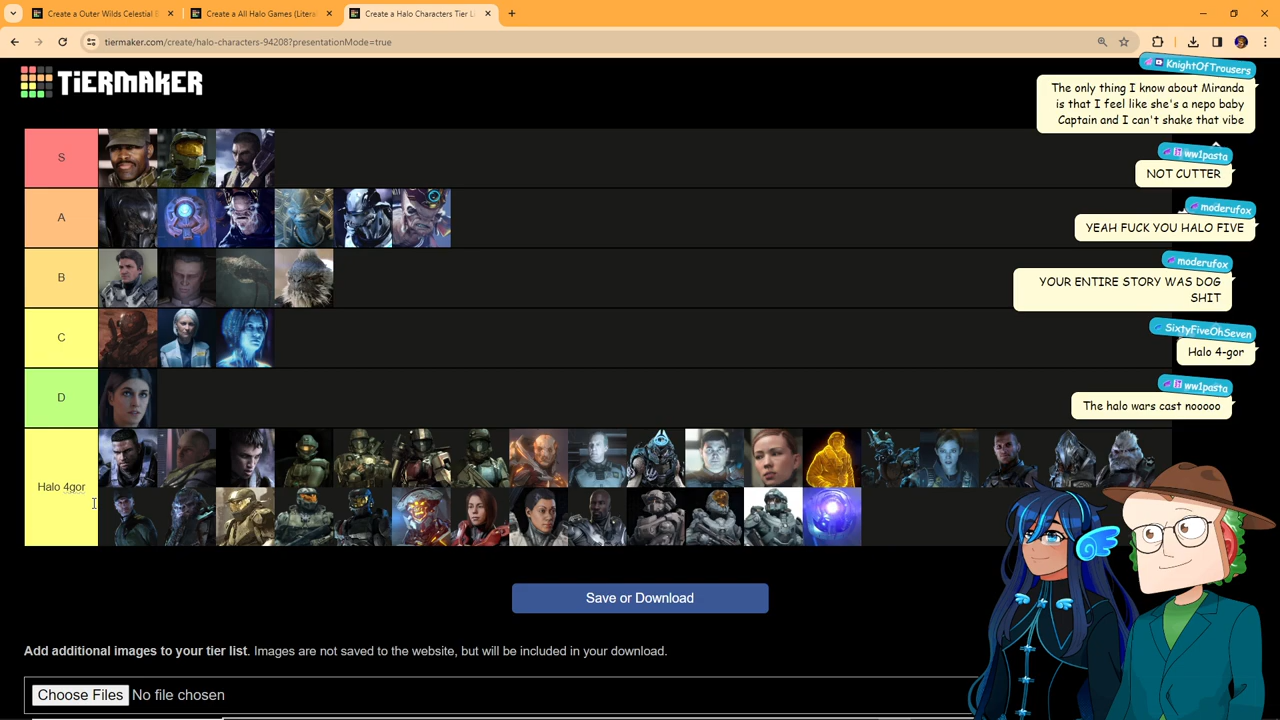 Create a Outer Wilds Celestial B
Create a All Halo Games (Litera
Create a Halo Characters Tier L
tiermaker.com/create/halo-characters-94208?presentationMode=true
TiERMAKER
S
A
B
C
D
Halo 4gor
KnightOfTrousers
The only thing I know about Miranda
is that I feel like she's a nepo baby
Captain and I can't shake that vibe
ww1pasta
NOT CUTTER
moderufox
YEAH FUCK YOU HALO FIVE
moderufox
YOUR ENTIRE STORY WAS DOG
SHIT
SixtyFiveOhSeven
Halo 4-gor
ww1pasta
The halo wars cast nooooo
Save or Download
Add additional images to your tier list. Images are not saved to the website, but will be included in your download.
Choose Files No file chosen